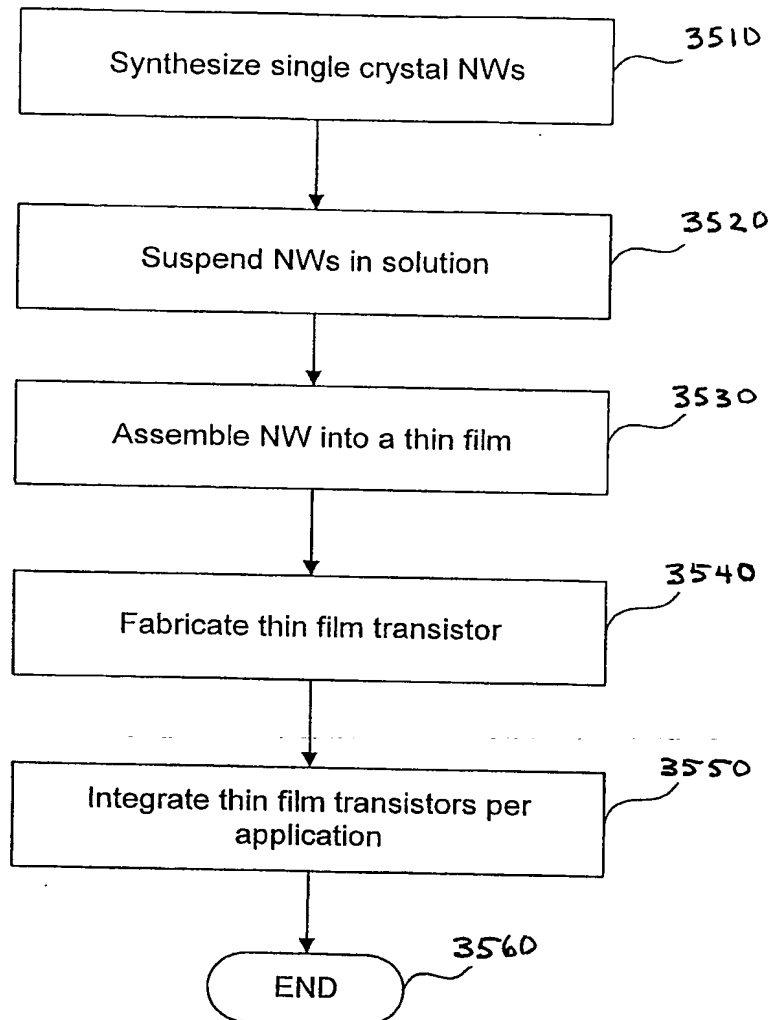 3510
Synthesize single crystal NWs
3520
Suspend NWs in solution
3530
Assemble NW into a thin film
3540
Fabricate thin film transistor
3550
Integrate thin film transistors per
application
3560
END